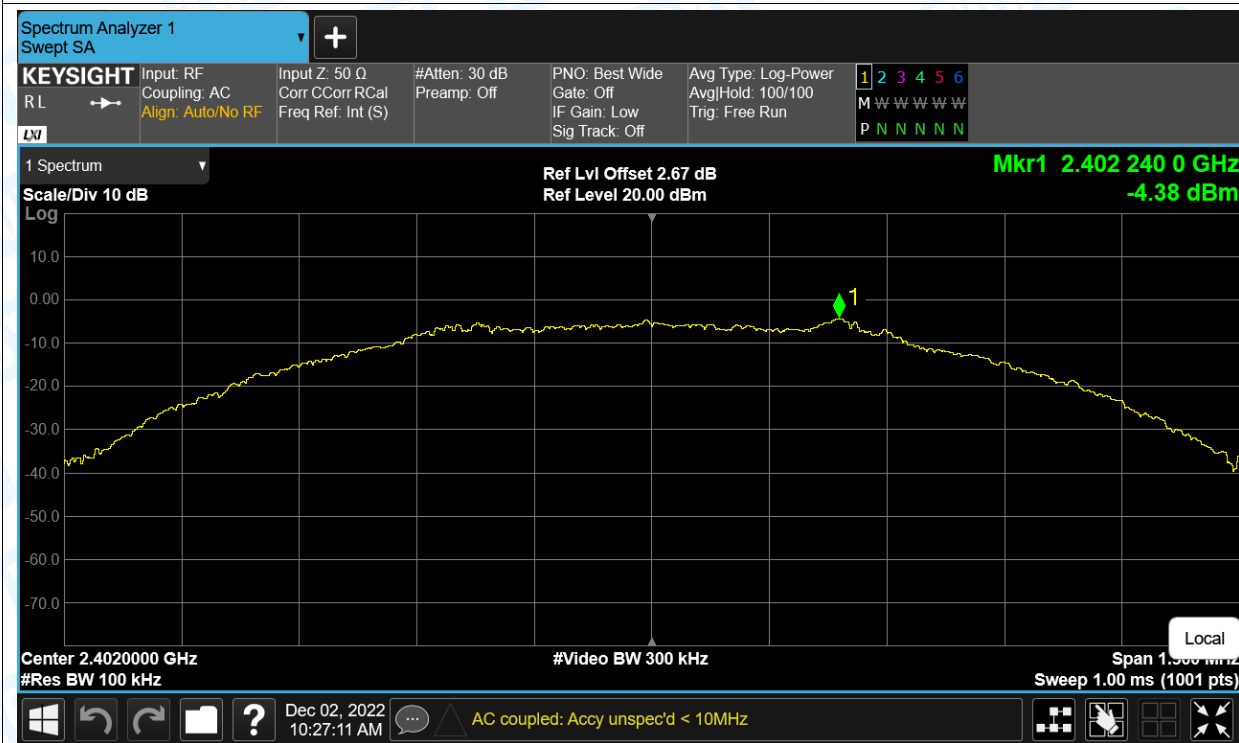 Spectrum Analyzer 1
Swept SA
KEYSIGHT
R L
LXI
Input: RF
Coupling: AC
Align: Auto/No RF
Input Z: 50 Ω
Corr CCorr RCal
Freq Ref: Int (S)
#Atten: 30 dB
Preamp: Off
PNO: Best Wide
Gate: Off
IF Gain: Low
Sig Track: Off
Avg Type: Log-Power
Avg|Hold: 100/100
Trig: Free Run
1 2 3 4 5 6
M W W W W W
P N N N N N
1 Spectrum
Scale/Div 10 dB
Log
Ref Lvl Offset 2.67 dB
Ref Level 20.00 dBm
Mkr1 2.402 240 0 GHz
-4.38 dBm
10.0
0.00
1
-10.0
-20.0
-30.0
-40.0
-50.0
-60.0
-70.0
Local
Center 2.4020000 GHz
#Video BW 300 kHz
Span
#Res BW 100 kHz
Sweep 1.00 ms (1001 pts)
?
Dec 02, 2022
10:27:11 AM
AC coupled: Accy unspec'd < 10MHz